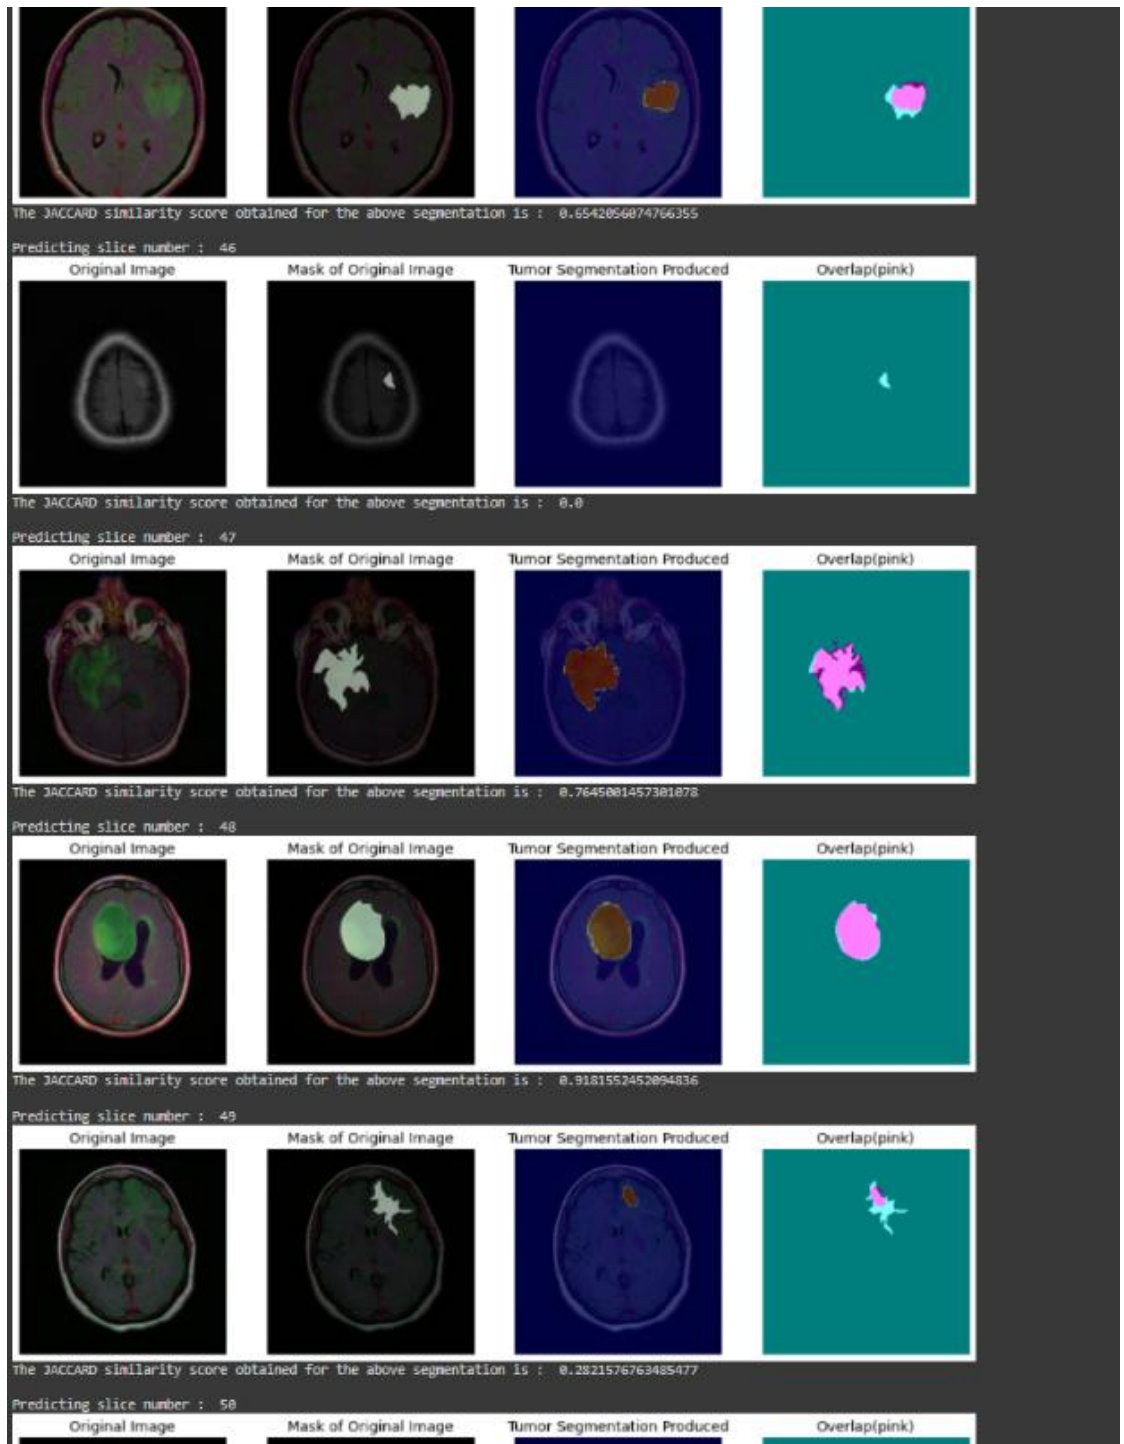 The JACCARD similarity score obtained for the above segmentation is :  0.6542056074766355
Predicting slice number :  46
Original Image Mask of Original Image Tumor Segmentation Produced Overlap(pink)
The JACCARD similarity score obtained for the above segmentation is :  0.0
Predicting slice number :  47
Original Image Mask of Original Image Tumor Segmentation Produced Overlap(pink)
The JACCARD similarity score obtained for the above segmentation is :  0.7645001457301078
Predicting slice number :  48
Original Image Mask of Original Image Tumor Segmentation Produced Overlap(pink)
The JACCARD similarity score obtained for the above segmentation is :  0.9181552452094836
Predicting slice number :  49
Original Image Mask of Original Image Tumor Segmentation Produced Overlap(pink)
The JACCARD similarity score obtained for the above segmentation is :  0.2821576763485477
Predicting slice number :  50
Original Image Mask of Original Image Tumor Segmentation Produced Overlap(pink)